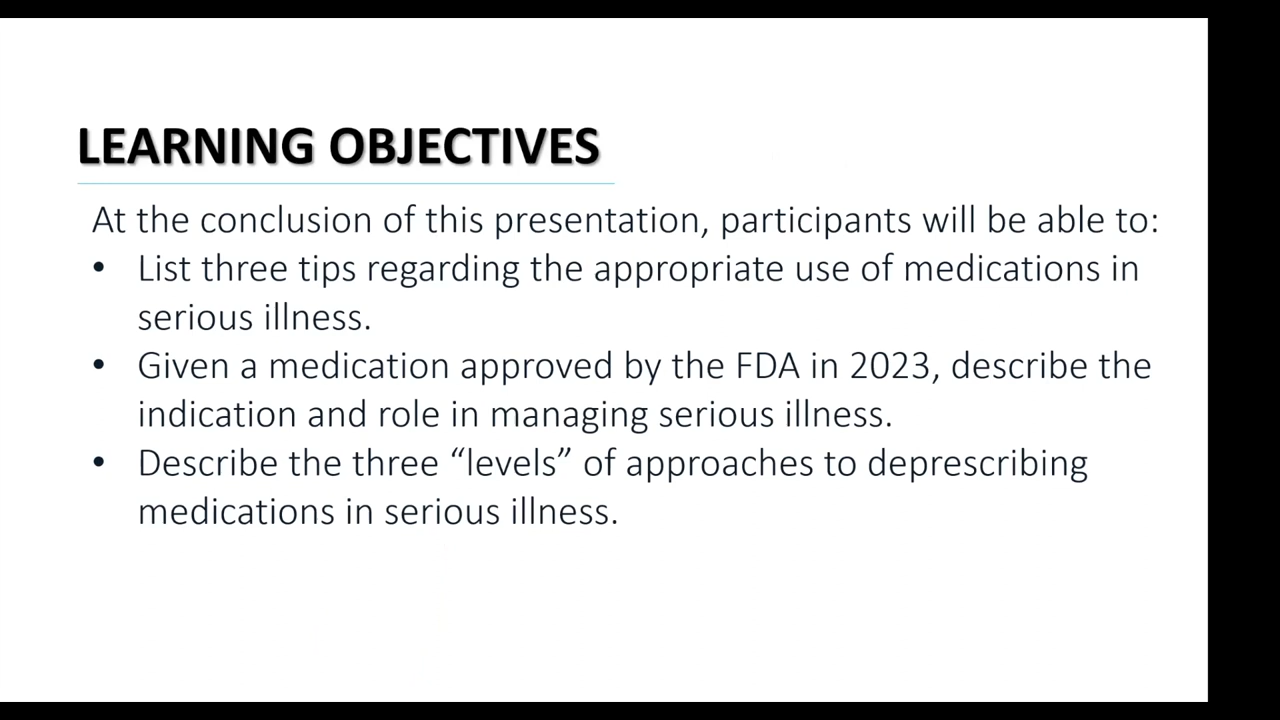 LEARNING OBJECTIVES
At the conclusion of this presentation, participants will be able to:
• List three tips regarding the appropriate use of medications in
serious illness.
• Given a medication approved by the FDA in 2023, describe the
indication and role in managing serious illness.
• Describe the three “levels” of approaches to deprescribing
medications in serious illness.